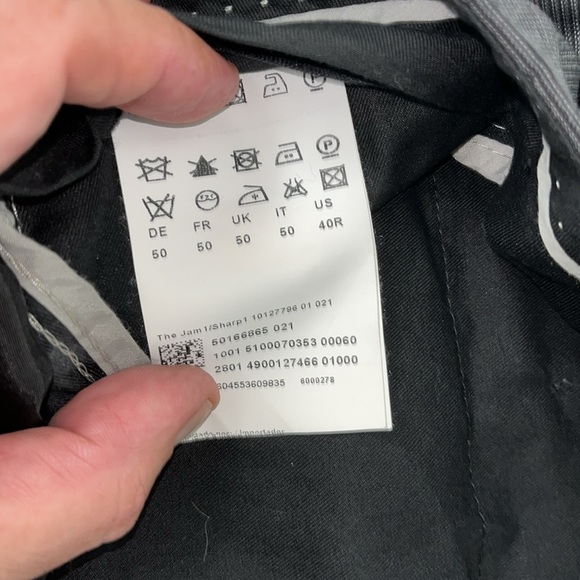 P
P
DE FR UK IT US
50 50 50 50 40R
The Jam1/Sharp1 10127796 01 021
50166865 021
1001 5100070353 00060
2801 4900127466 01000
604553609835 6000278
Importador